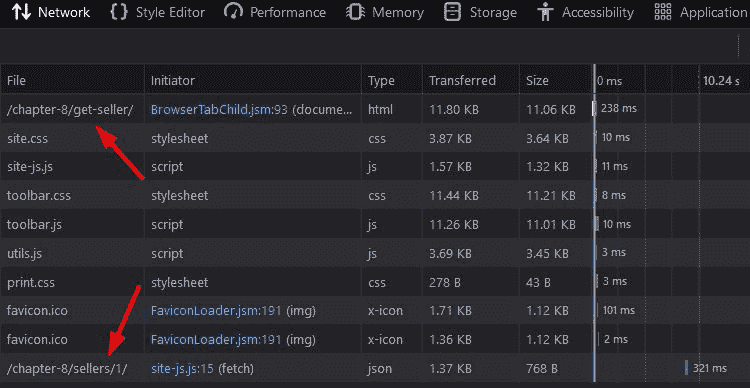 Network Style Editor Performance Memory Storage Accessibility Application
File Initiator Type Transferred Size 0 ms 10.24 s
/chapter-8/get-seller/ BrowserTabChild.jsm:93 (docume... html 11.80 KB 11.06 KB 238 ms
site.css stylesheet css 3.87 KB 3.64 KB 10 ms
site-js.js script js 1.57 KB 1.32 KB 11 ms
toolbar.css stylesheet css 11.44 KB 11.21 KB 8 ms
toolbar.js script js 11.26 KB 11.01 KB 10 ms
utils.js script js 3.69 KB 3.45 KB 3 ms
print.css stylesheet css 278 B 43 B 3 ms
favicon.ico FaviconLoader.jsm:191 (img) x-icon 1.71 KB 1.12 KB 101 ms
favicon.ico FaviconLoader.jsm:191 (img) x-icon 1.36 KB 1.12 KB 2 ms
/chapter-8/sellers/1/ site-js.js:15 (fetch) json 1.37 KB 768 B 321 ms